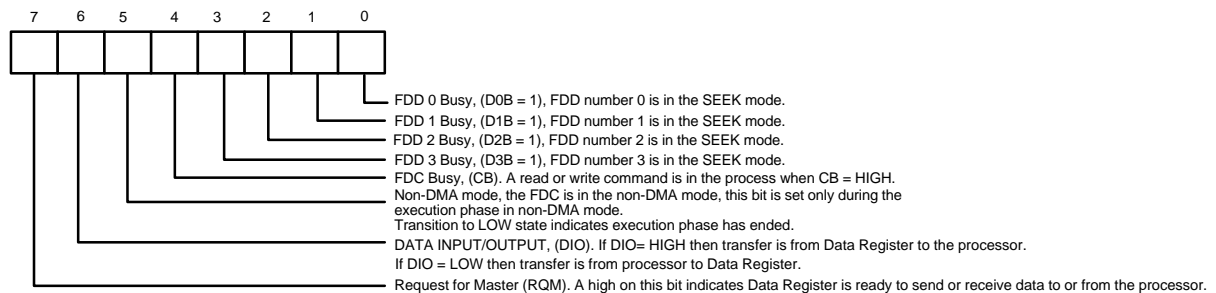 7 6 5 4 3 2 1 0
FDD 0 Busy, (D0B = 1), FDD number 0 is in the SEEK mode.
FDD 1 Busy, (D1B = 1), FDD number 1 is in the SEEK mode.
FDD 2 Busy, (D2B = 1), FDD number 2 is in the SEEK mode.
FDD 3 Busy, (D3B = 1), FDD number 3 is in the SEEK mode.
FDC Busy, (CB). A read or write command is in the process when CB = HIGH.
Non-DMA mode, the FDC is in the non-DMA mode, this bit is set only during the
execution phase in non-DMA mode.
Transition to LOW state indicates execution phase has ended.
DATA INPUT/OUTPUT, (DIO). If DIO= HIGH then transfer is from Data Register to the processor.
If DIO = LOW then transfer is from processor to Data Register.
Request for Master (RQM). A high on this bit indicates Data Register is ready to send or receive data to or from the processor.